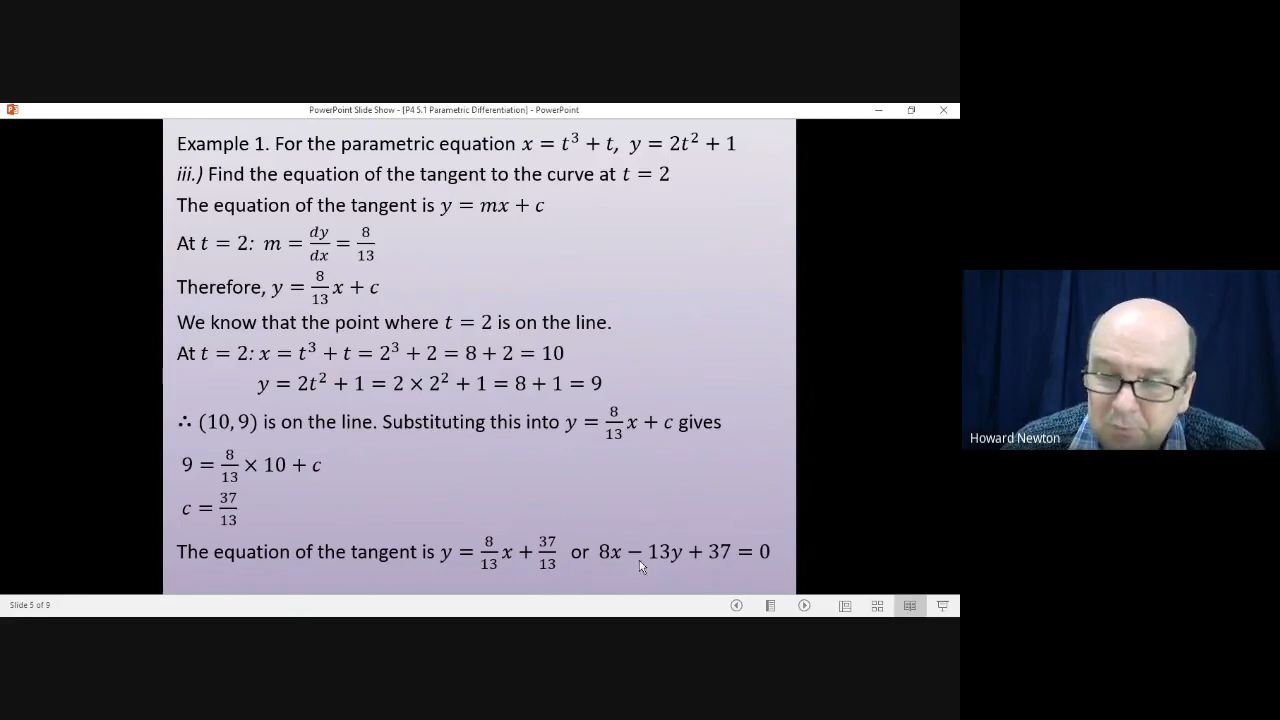 PowerPoint Slide Show - [P4 5.1 Parametric Differentiation] - PowerPoint
Example 1. For the parametric equation x = t³ + t, y = 2t² + 1
iii.) Find the equation of the tangent to the curve at t = 2
The equation of the tangent is y = mx + c
At t = 2: m = dy/dx = 8/13
Therefore, y = 8/13 x + c
We know that the point where t = 2 is on the line.
At t = 2: x = t³ + t = 2³ + 2 = 8 + 2 = 10
y = 2t² + 1 = 2 × 2² + 1 = 8 + 1 = 9
∴ (10, 9) is on the line. Substituting this into y = 8/13 x + c gives
9 = 8/13 × 10 + c
c = 37/13
The equation of the tangent is y = 8/13 x + 37/13 or 8x − 13y + 37 = 0
Slide 5 of 9
Howard Newton